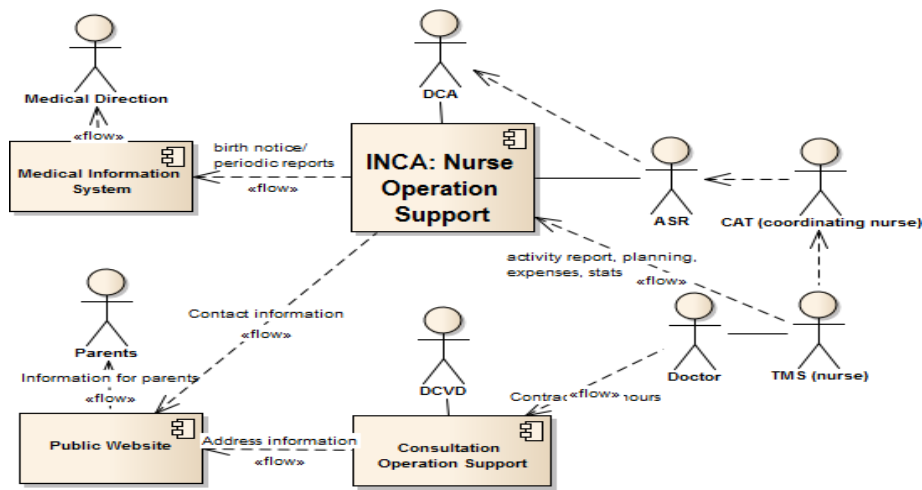 Medical Direction
«flow»
Medical Information
System
birth notice/
periodic reports
«flow»
DCA
INCA: Nurse
Operation
Support
ASR
CAT (coordinating nurse)
activity report, planning,
expenses, stats
«flow»
Contact information
«flow»
Parents
Information for parents
«flow»
DCVD
Doctor
TMS (nurse)
Contrac
«flow»
ours
Public Website
Address information
«flow»
Consultation
Operation Support